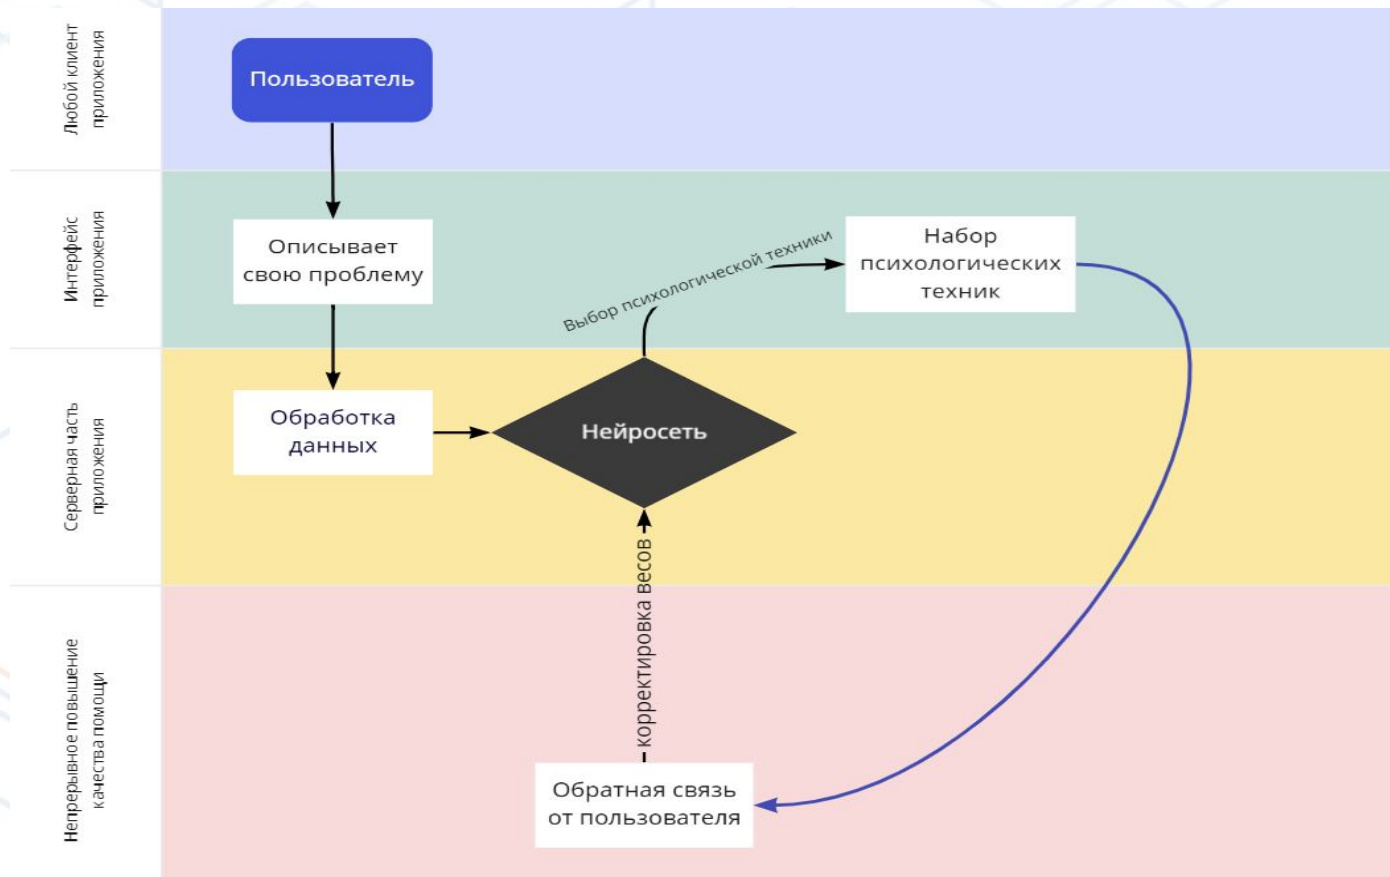 Любой клиент
приложения
Пользователь
Интерфейс
приложения
Описывает
свою проблему
Выбор психологической техники
Набор
психологических
техник
Серверная часть
приложения
Обработка
данных
Нейросеть
корректировка весов
Непрерывное повышение
качества помощи
Обратная связь
от пользователя